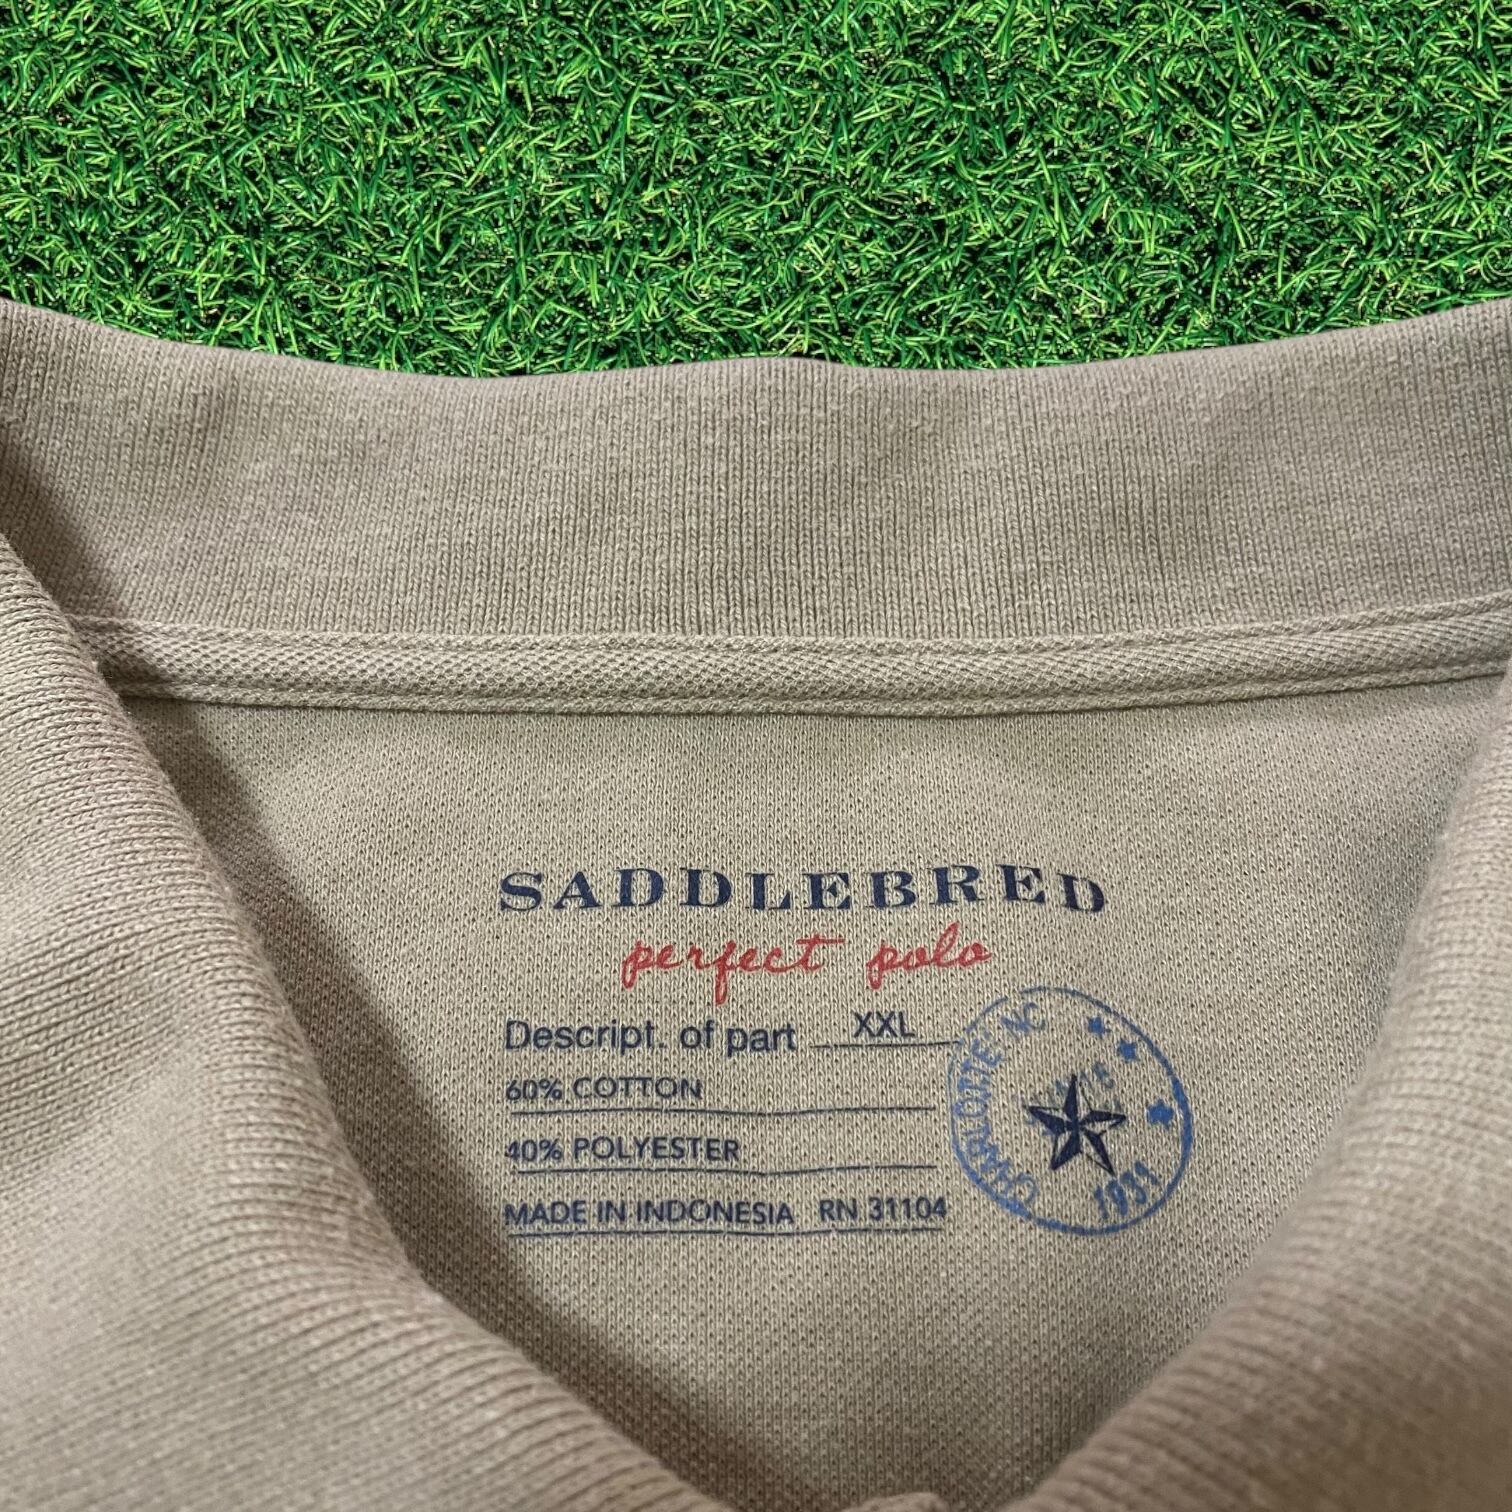 SADDLEBRED
perfect polo
Descript. of part XXL
60% COTTON
40% POLYESTER
MADE IN INDONESIA RN 31104
CHARLOTTE NC
1931